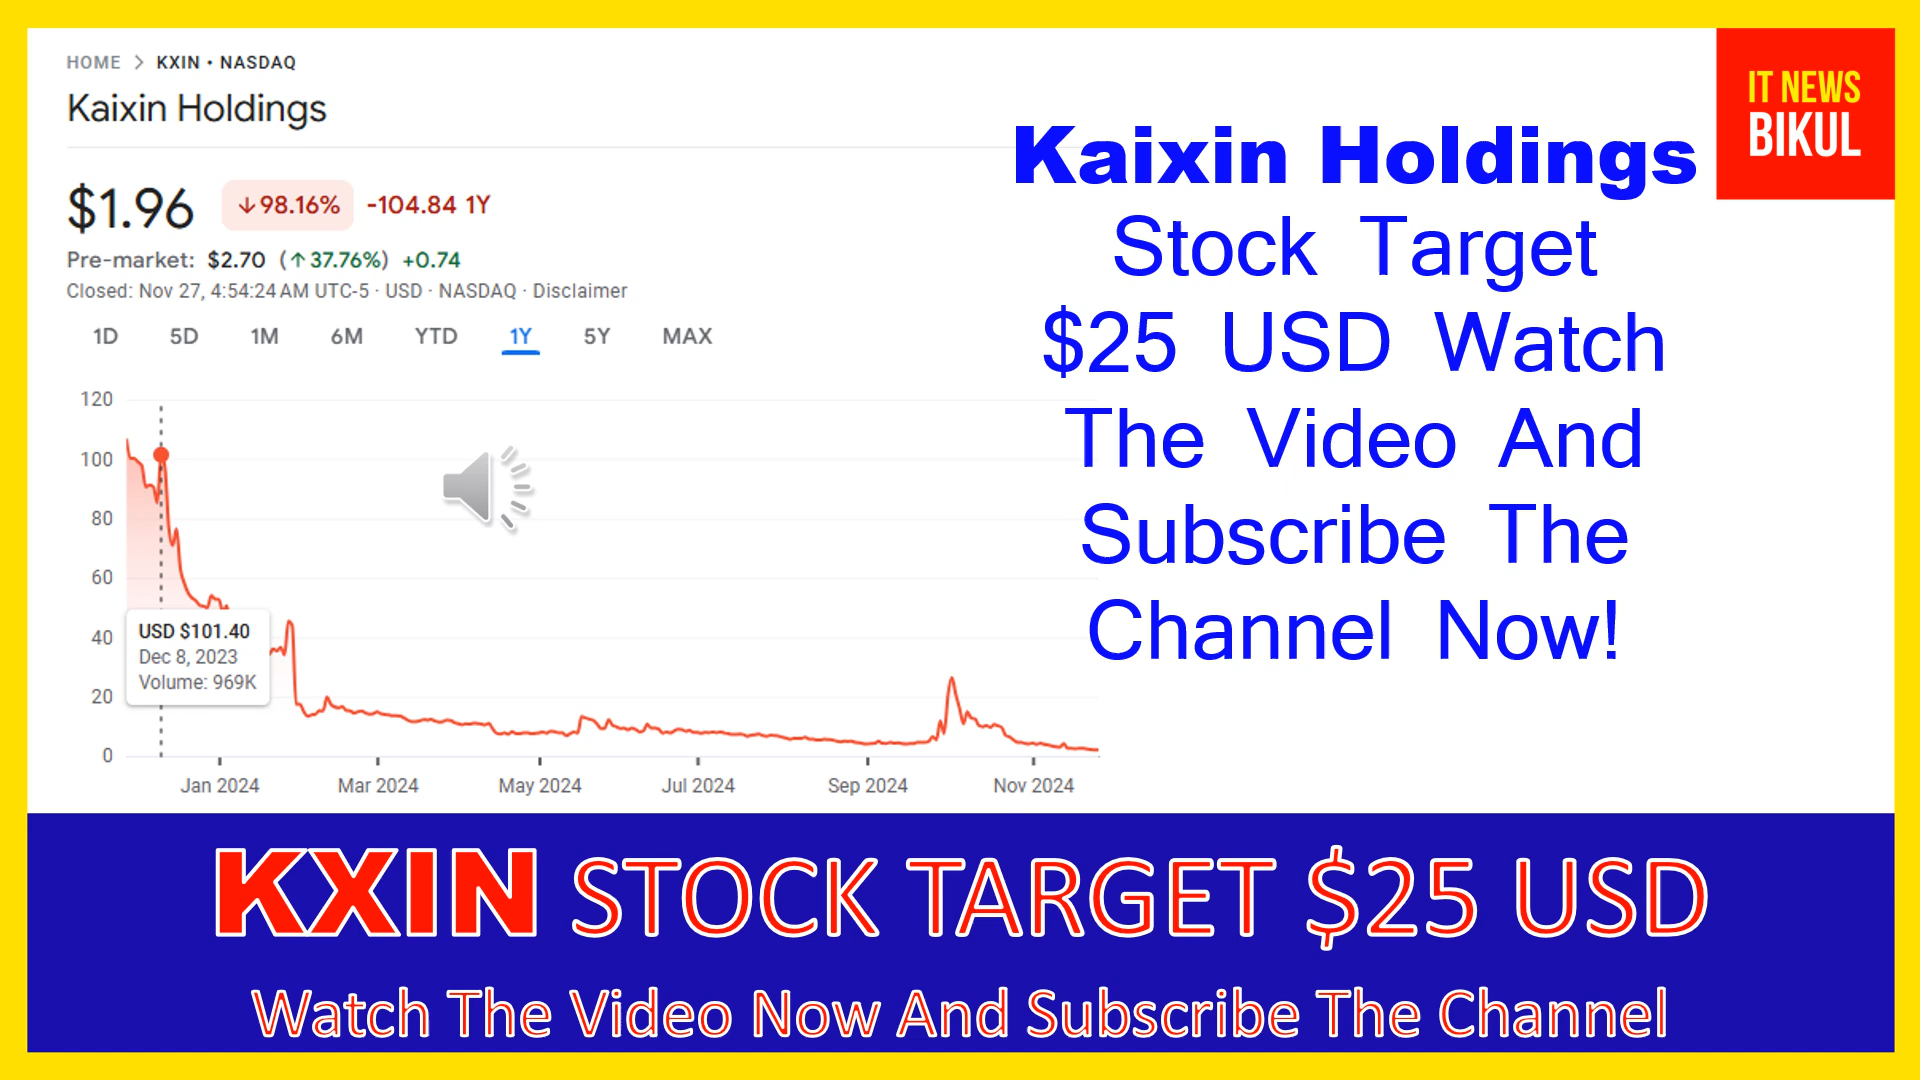 HOME > KXIN • NASDAQ
Kaixin Holdings
$1.96 ↓98.16% -104.84 1Y
Pre-market: $2.70 (↑37.76%) +0.74
Closed: Nov 27, 4:54:24 AM UTC-5 · USD · NASDAQ · Disclaimer
1D 5D 1M 6M YTD 1Y 5Y MAX
120
100
80
60
40
20
0
USD $101.40
Dec 8, 2023
Volume: 969K
Jan 2024 Mar 2024 May 2024 Jul 2024 Sep 2024 Nov 2024
IT NEWS
BIKUL
Kaixin Holdings
Stock Target
$25 USD Watch
The Video And
Subscribe The
Channel Now!
KXIN STOCK TARGET $25 USD
Watch The Video Now And Subscribe The Channel